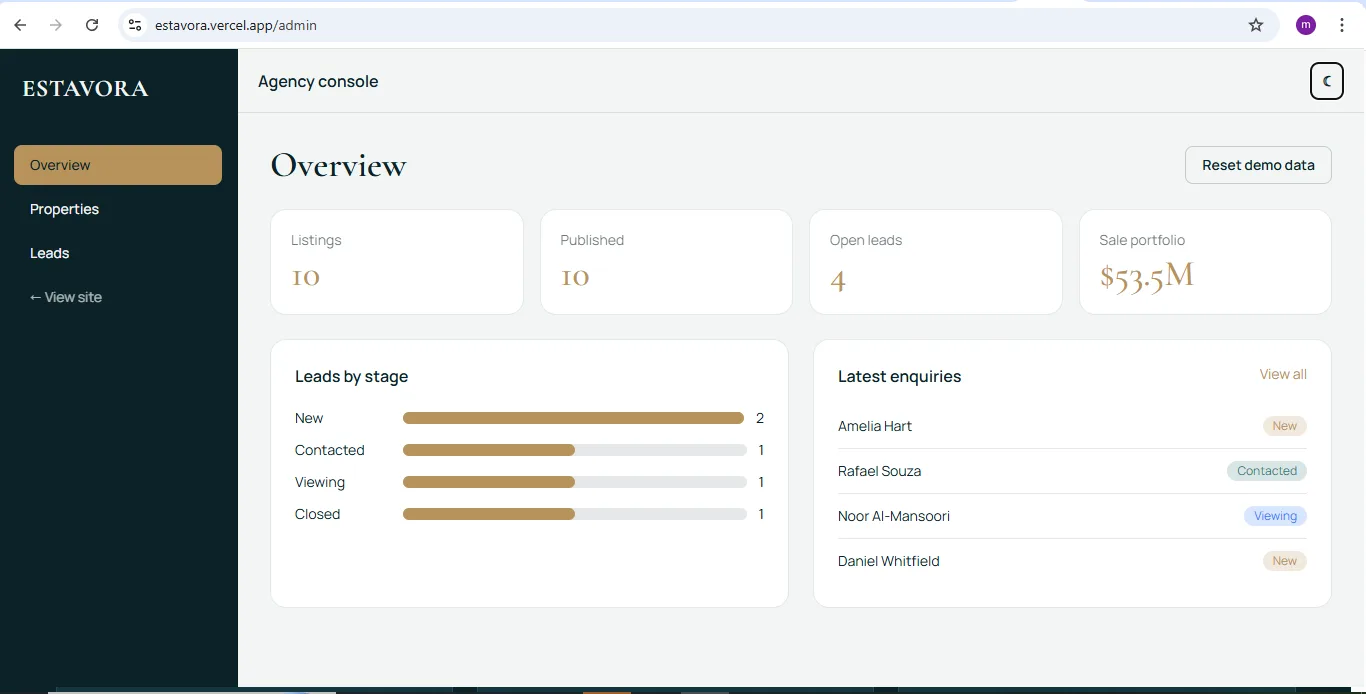 estavora.vercel.app/admin
m
ESTAVORA
Agency console
Overview
Properties
Leads
← View site
Overview
Reset demo data
Listings
10
Published
10
Open leads
4
Sale portfolio
$53.5M
Leads by stage
New 2
Contacted 1
Viewing 1
Closed 1
Latest enquiries
View all
Amelia Hart New
Rafael Souza Contacted
Noor Al-Mansoori Viewing
Daniel Whitfield New